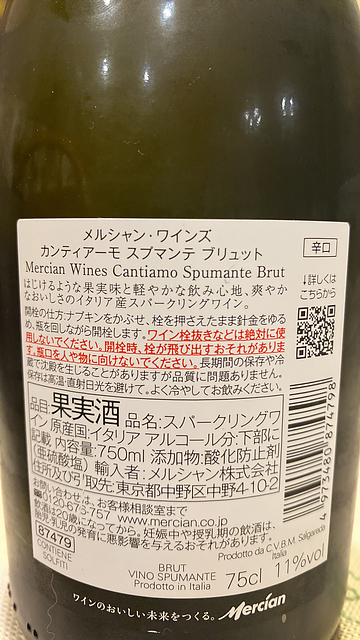 メルシャン・ワインズ
カンティアーモ スプマンテ ブリュット
辛口
Mercian Wines Cantiamo Spumante Brut
はじけるような果実味と軽やかな飲み心地、爽やか
なおいしさのイタリア産スパークリングワイン。
↓詳しくは
こちらから
開栓の仕方:ナプキンをかぶせ、栓を押さえたまま針金をゆる
め、瓶を回しながら開栓します。ワイン栓抜きなどは絶対に使
用しないでください。開栓時、栓が飛び出すおそれがありま
す。瓶口を人や物に向けないでください。長期間の保存や冷
蔵で沈殿を生じることがありますが品質に問題ありません。
保存は高温・直射日光を避けて。よく冷やしてお飲みください。
品目 果実酒 品名:スパークリングワ
イン 原産国:イタリア アルコール分:下部に
記載 内容量:750ml 添加物:酸化防止剤
(亜硫酸塩) 輸入者:メルシャン株式会社
住所及び引取先:東京都中野区中野4-10-2
4 973480 874798
お問い合わせは、お客様相談室まで
0120-676-757 www.mercian.co.jp
飲酒は20歳になってから。妊娠中や授乳期の飲酒は、
胎児・乳児の発育に悪影響を与えるおそれがあります。
87479
CONTIENE
SOLFITI
Prodotto da C.V.B.M. Salgareda
Italia
BRUT
VINO SPUMANTE
Prodotto in Italia
75cl 11%vol
ワインのおいしい未来をつくる。 Mercian